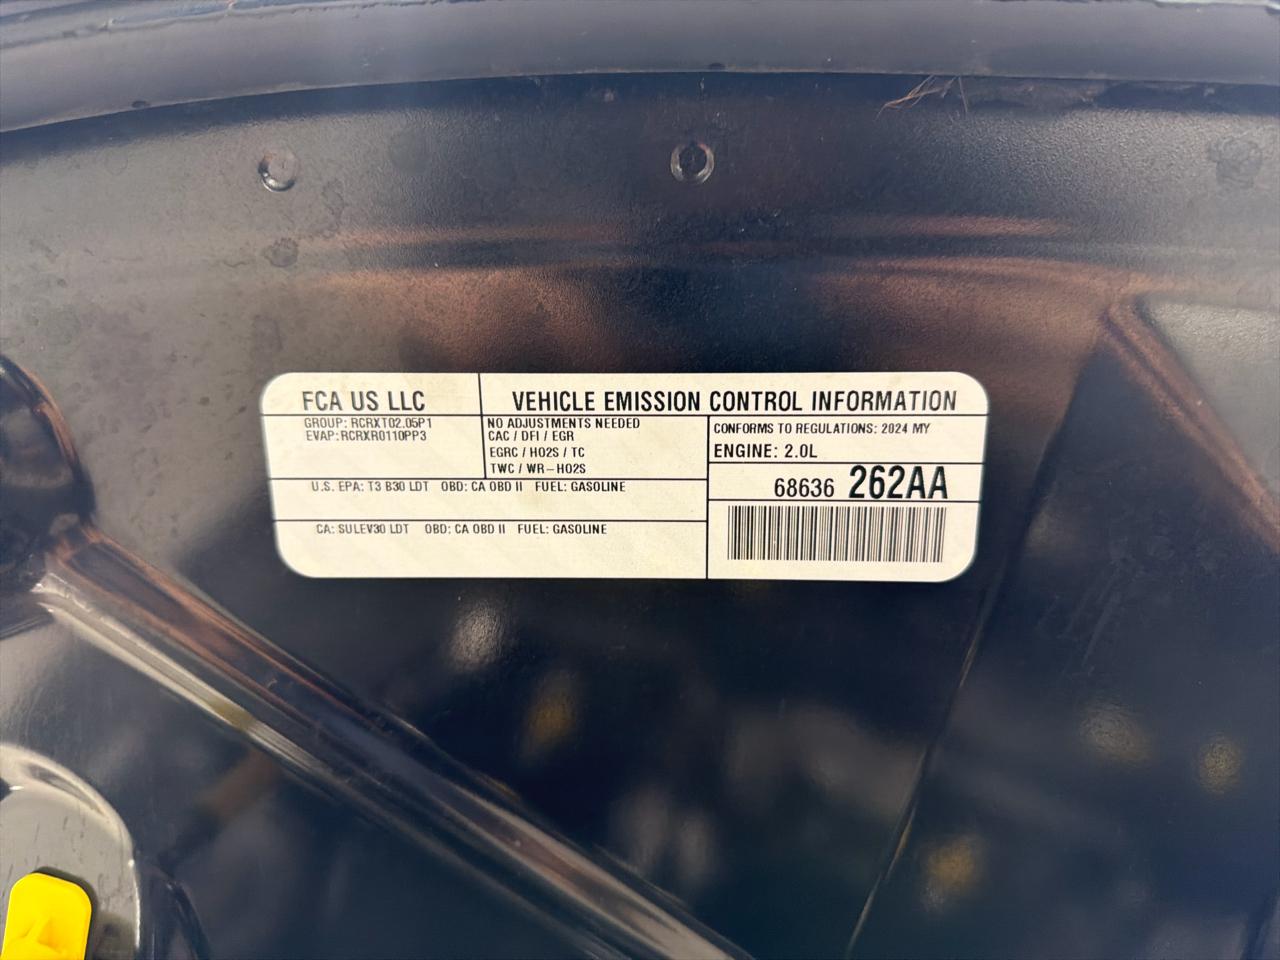 FCA US LLC
VEHICLE EMISSION CONTROL INFORMATION
GROUP: RCRXT02.05P1
EVAP:RCRXR0110PP3
NO ADJUSTMENTS NEEDED
CAC / DFI / EGR
EGRC / HO2S / TC
TWC / WR-HO2S
CONFORMS TO REGULATIONS: 2024 MY
ENGINE: 2.0L
68636 262AA
U.S. EPA: T3 B30 LDT OBD: CA OBD II FUEL: GASOLINE
CA: SULEV30 LDT OBD: CA OBD II FUEL: GASOLINE